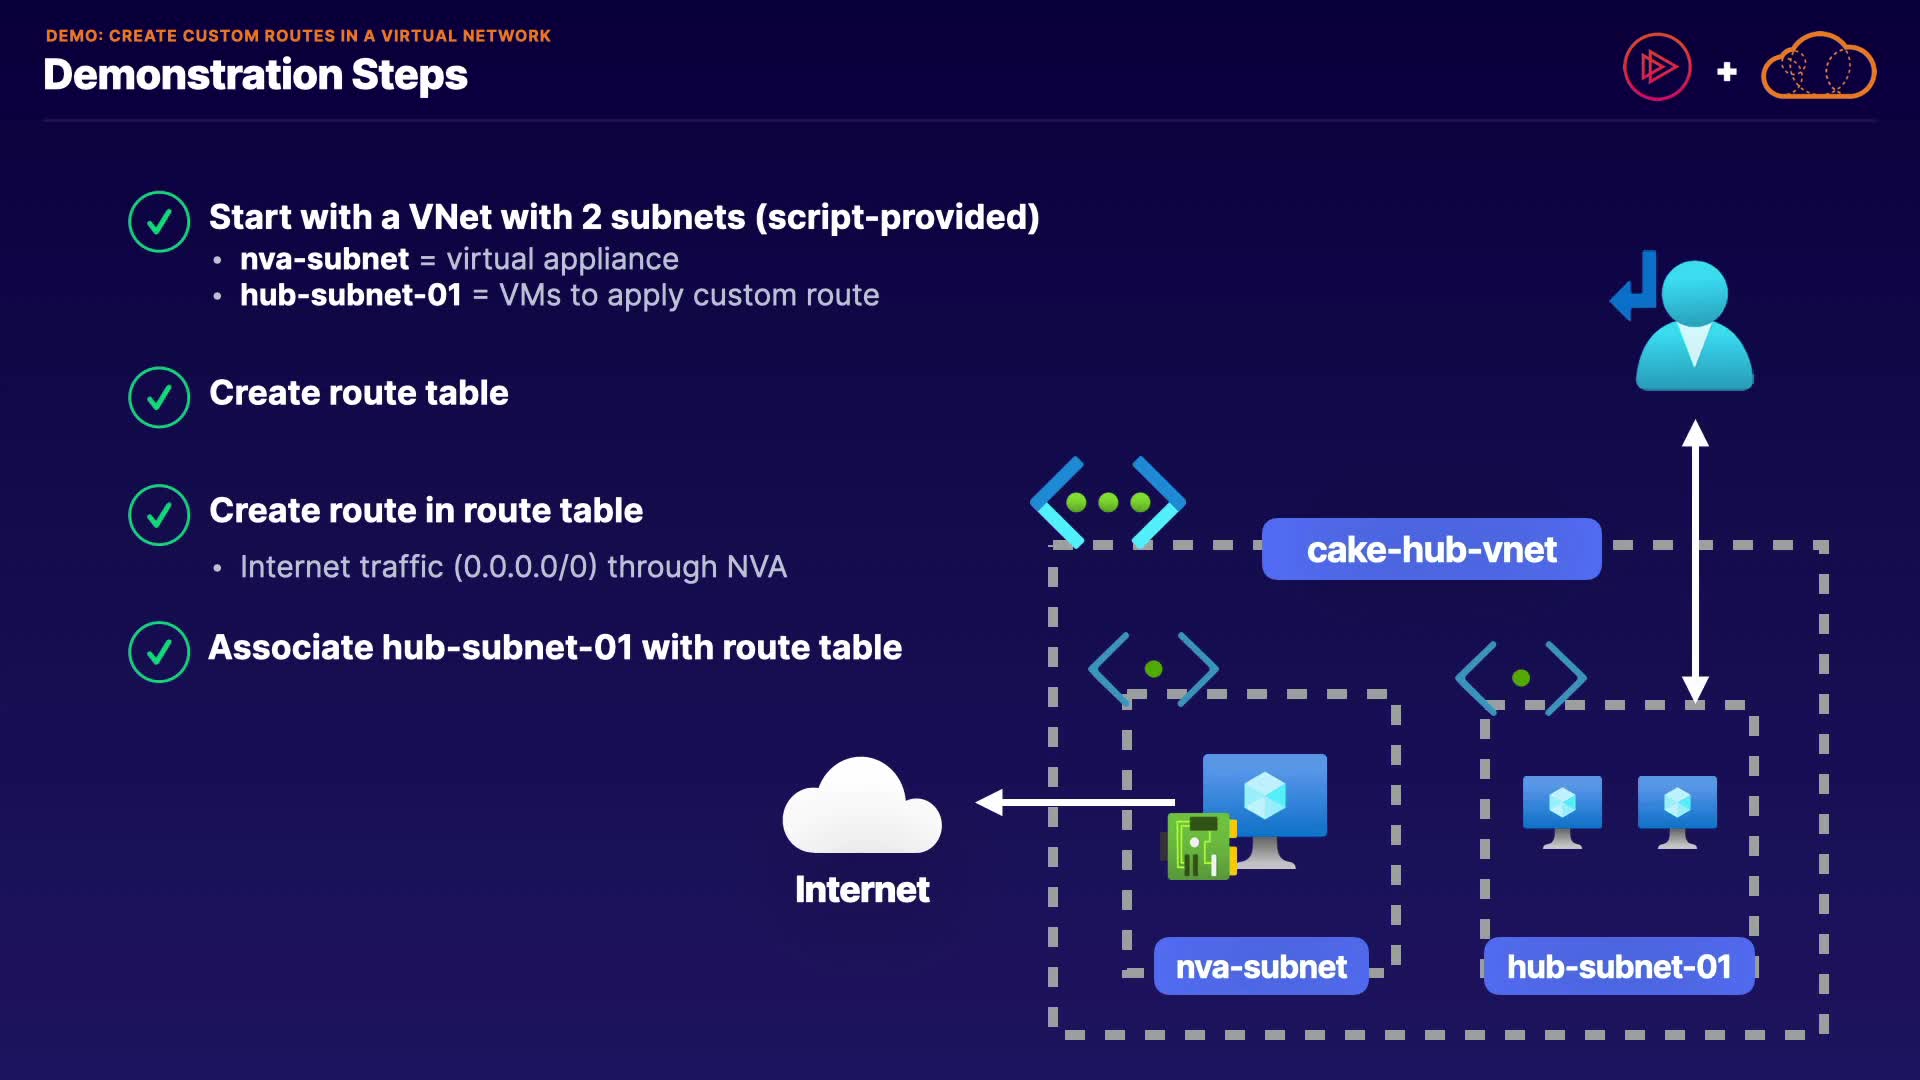 DEMO: CREATE CUSTOM ROUTES IN A VIRTUAL NETWORK
Demonstration Steps
Start with a VNet with 2 subnets (script-provided)
• nva-subnet = virtual appliance
• hub-subnet-01 = VMs to apply custom route
Create route table
Create route in route table
• Internet traffic (0.0.0.0/0) through NVA
Associate hub-subnet-01 with route table
cake-hub-vnet
Internet
nva-subnet
hub-subnet-01